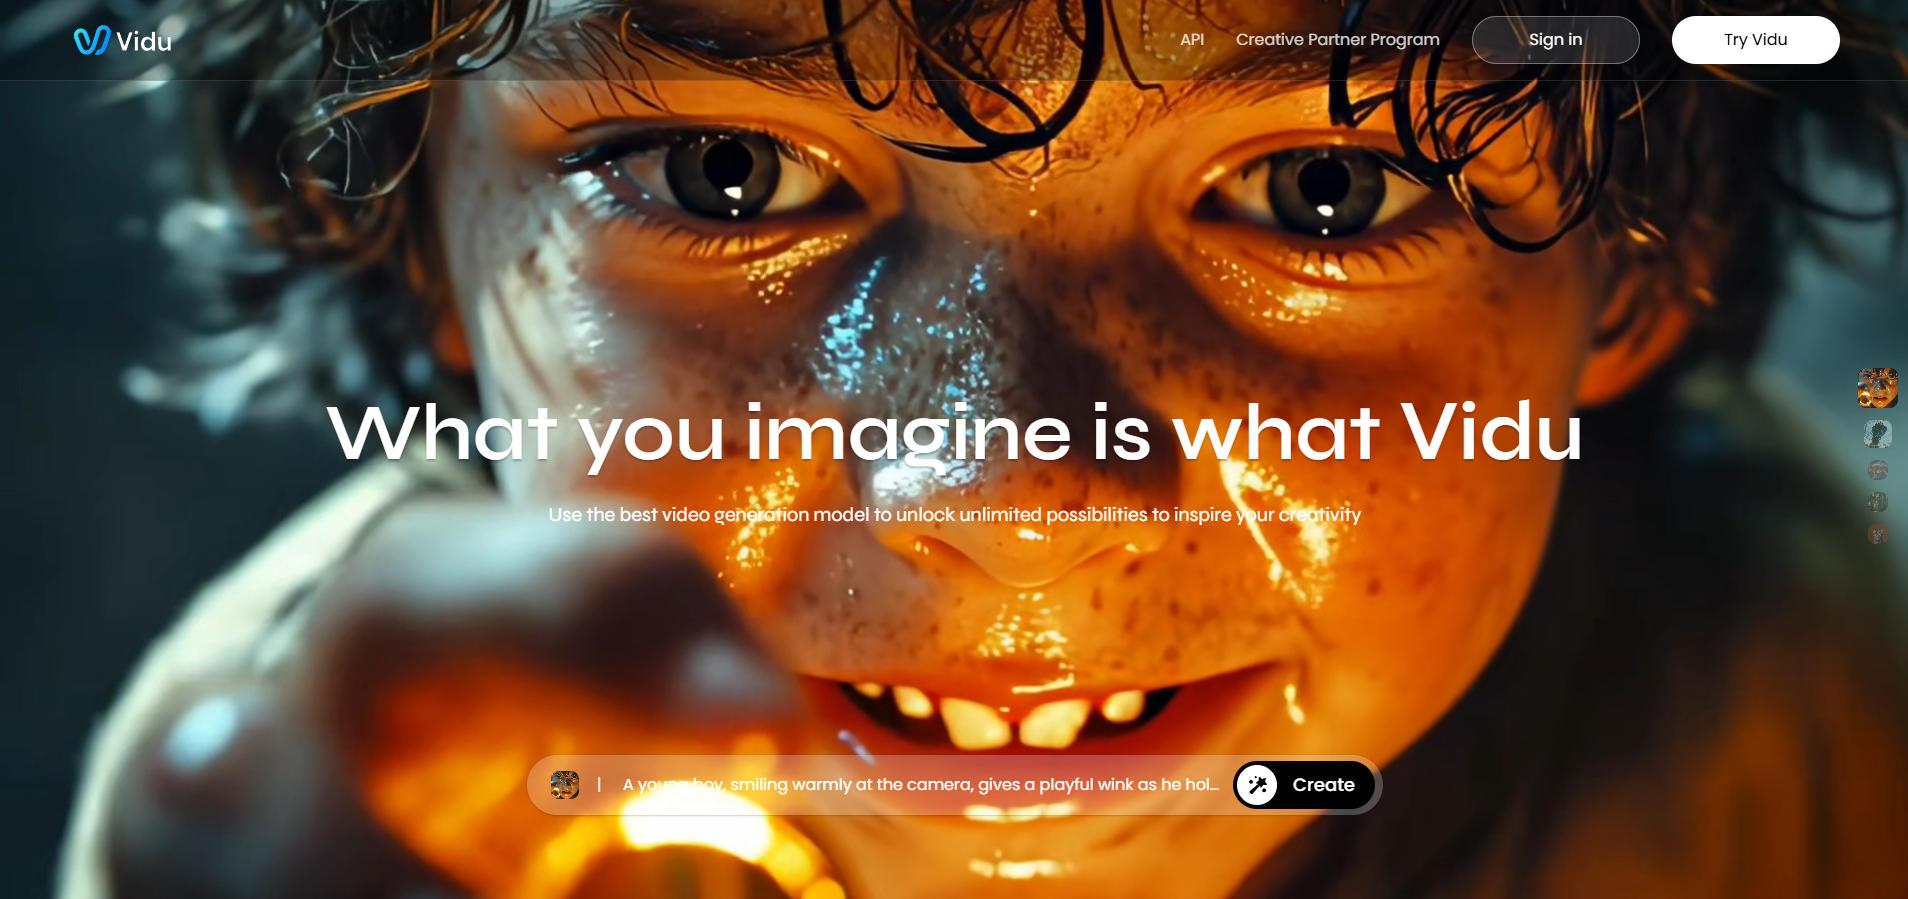 Vidu
API
Creative Partner Program
Sign in
Try Vidu
What you imagine is what Vidu
Use the best video generation model to unlock unlimited possibilities to inspire your creativity
| A young boy, smiling warmly at the camera, gives a playful wink as he hol...
Create